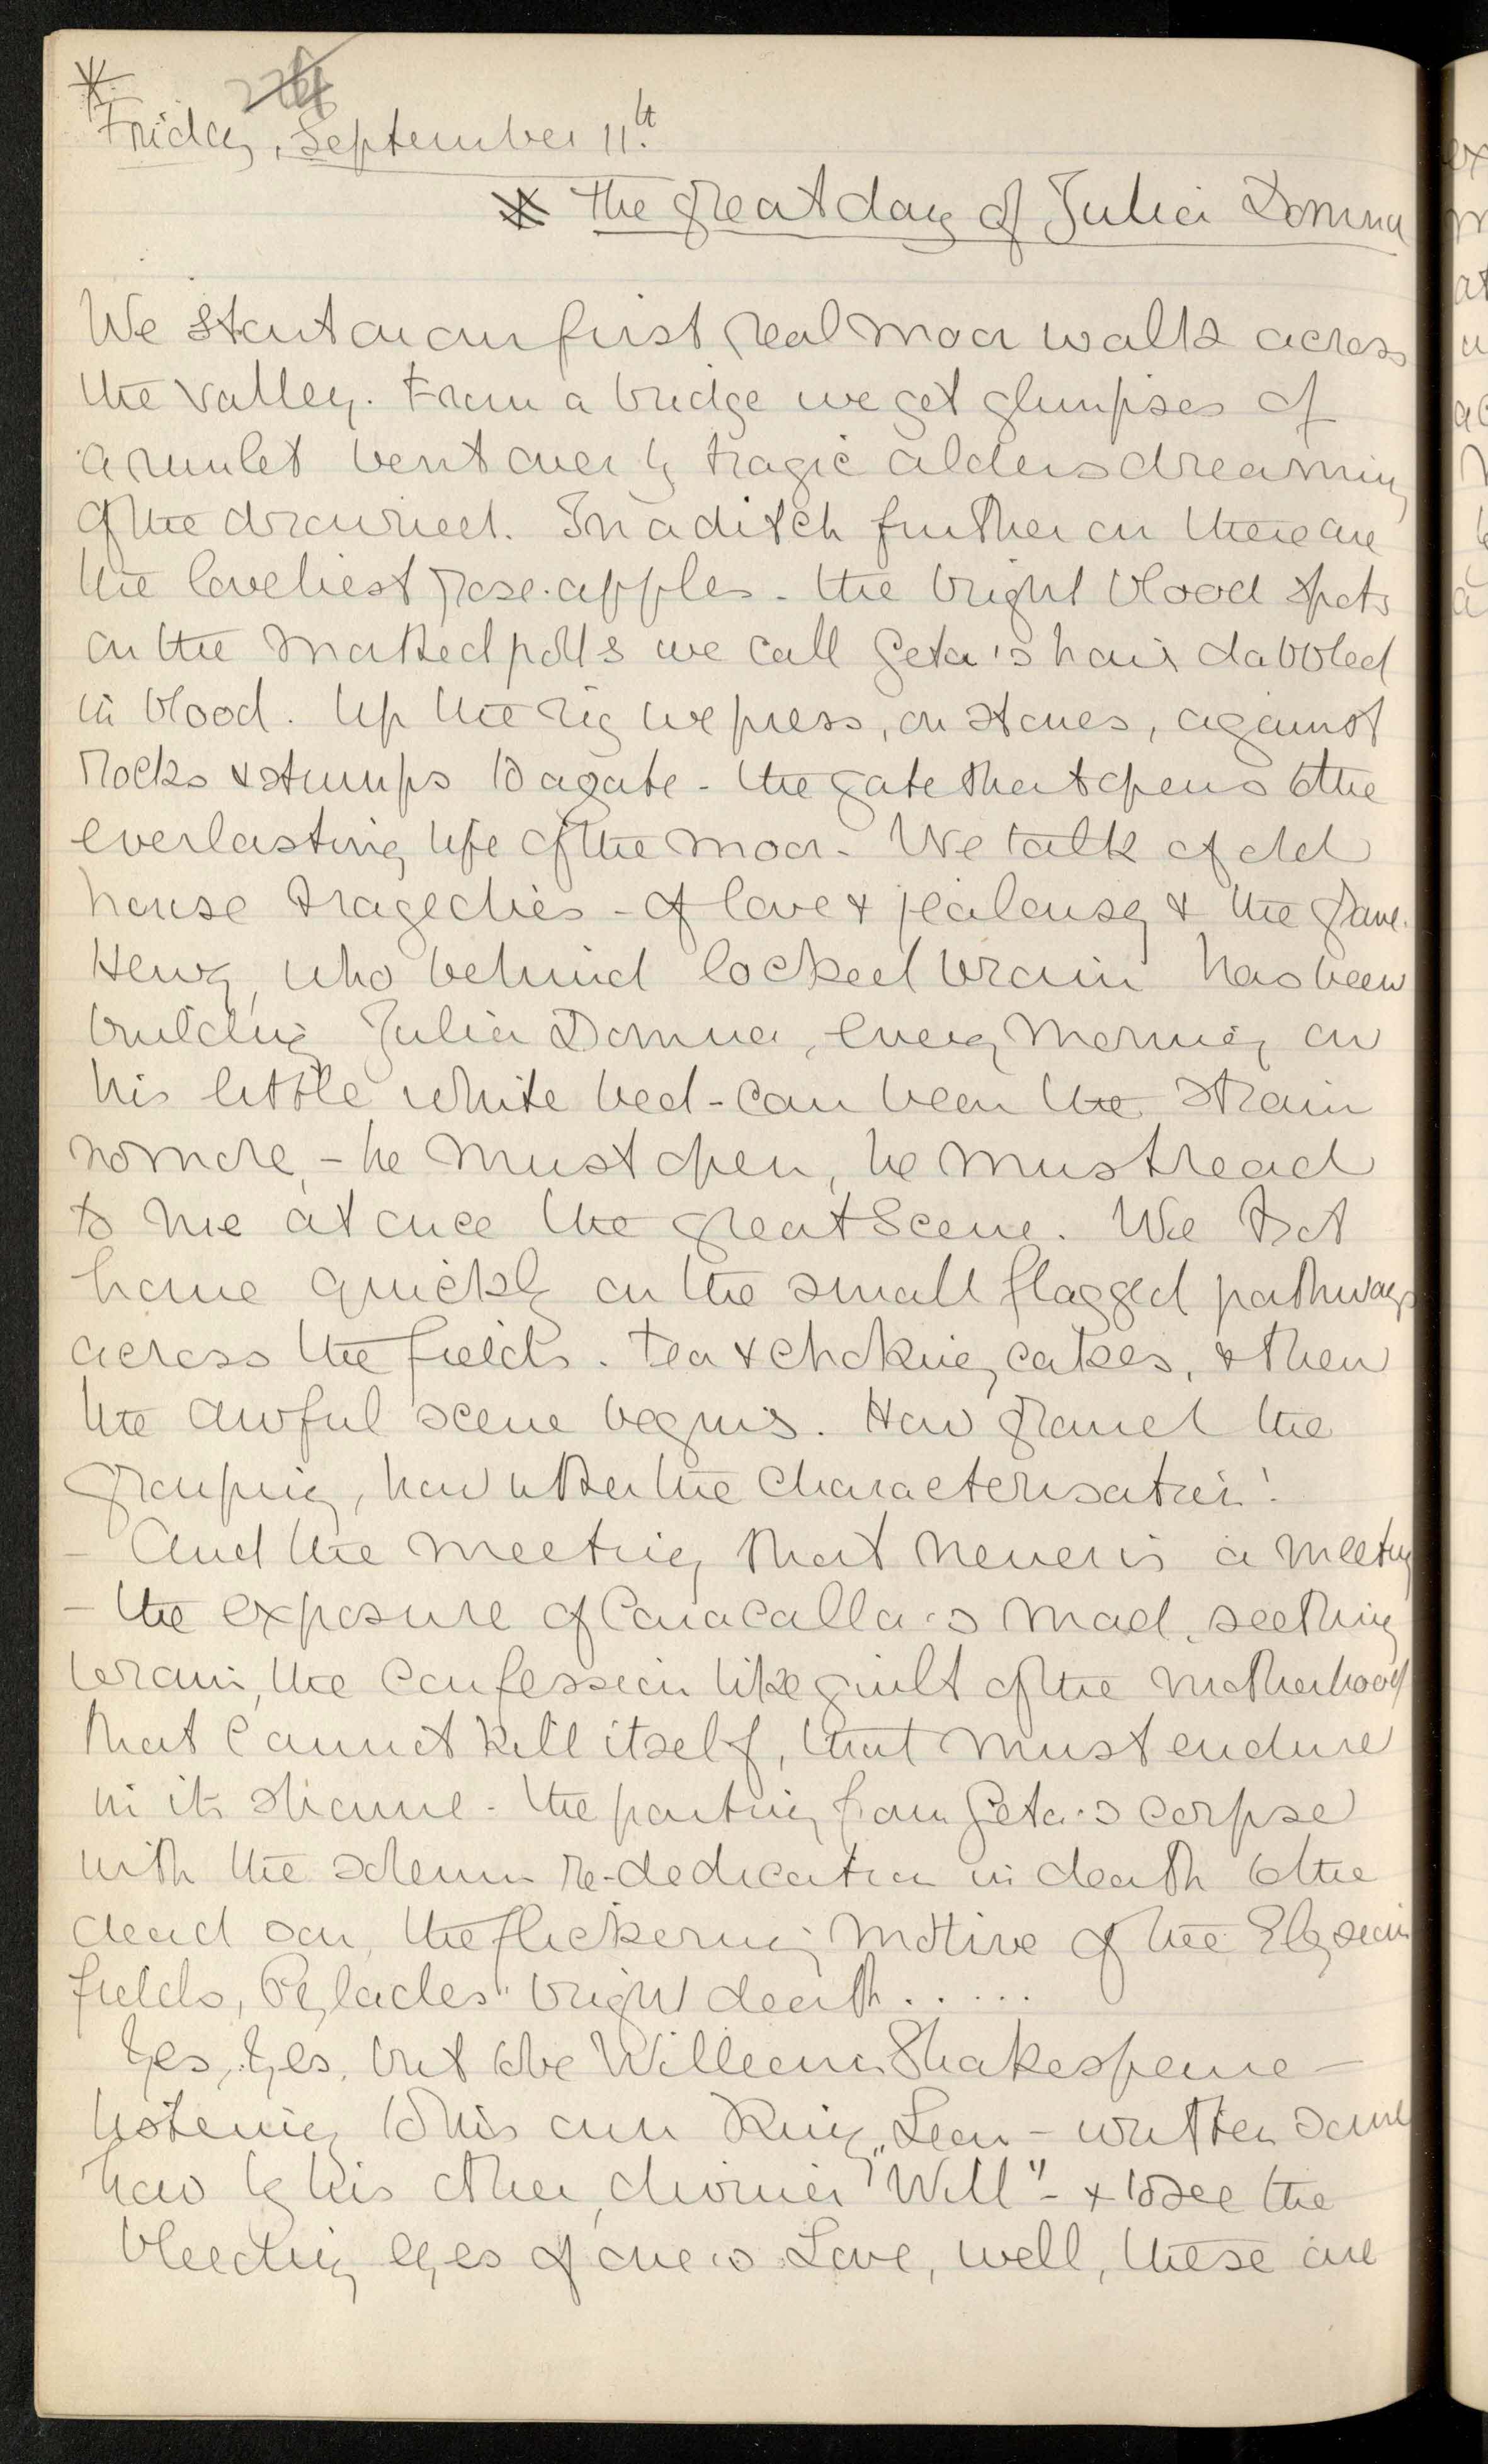 Friday, September 11th.
The great day of Julia Domna
We start on our first real moor walk across
the valley. From a bridge we get glimpses of
a runlet bent over by tragic alders dreaming
of the drowned. In a ditch further on there are
the loveliest rose-apples - the bright blood spots
on the matted polls we call Geta's hair dabbled
in blood. Up the rig we press, on stones, against
rocks & stumps to a gate - the gate that opens to the
everlasting life of the moor. We talk of old
house tragedies - of love & jealousy & the grave.
Henry, who behind locked brain has been
building Julia Domna, every morning on
his little white bed - can bear the strain
no more, - he must open, he must read
to me at once the great scene. We trot
home quickly on the small flagged pathways
across the fields. Tea & choking cakes, & then
the awful scene begins. How grand the
grouping, how utter the characterisation!
- And the meeting that never is a meeting
- the exposure of Caracalla's mad, seething
brain, the confession like guilt of the motherhood
that cannot kill itself, that must endure
in its shame - the parting from Geta's corpse
with the solemn re-dedication in death to the
dead son, the flickering motive of the Elysian
fields, Pylades' bright death.....
Yes, yes, but to be William Shakespeare -
listening to his own King Lear - written some
how by his other, diviner "Will" - & to see the
bleeding eyes of one's Love, well, these are